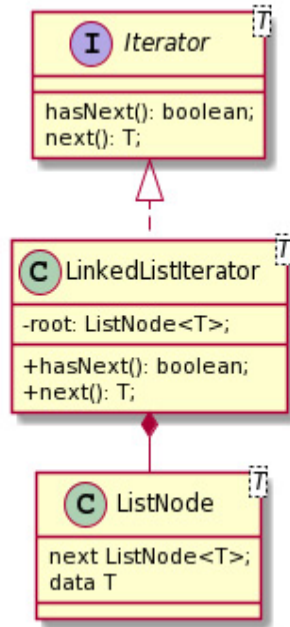 I Iterator T
hasNext(): boolean;
next(): T;
C LinkedListIterator T
-root: ListNode<T>;
+hasNext(): boolean;
+next(): T;
C ListNode T
next ListNode<T>;
data T